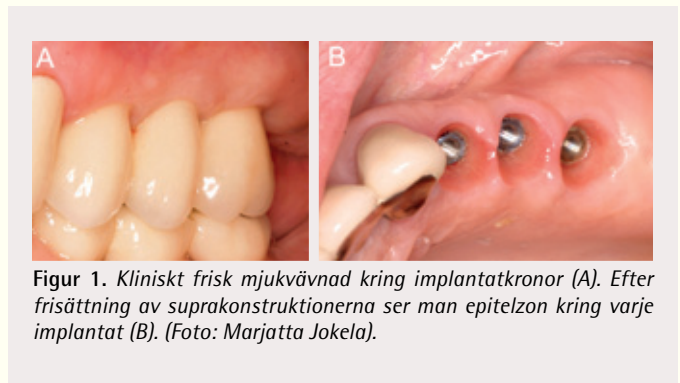 A
B
Figur 1. Kliniskt frisk mjukvävnad kring implantatkronor (A). Efter
frisättning av suprakonstruktionerna ser man epitelzon kring varje
implantat (B). (Foto: Marjatta Jokela).